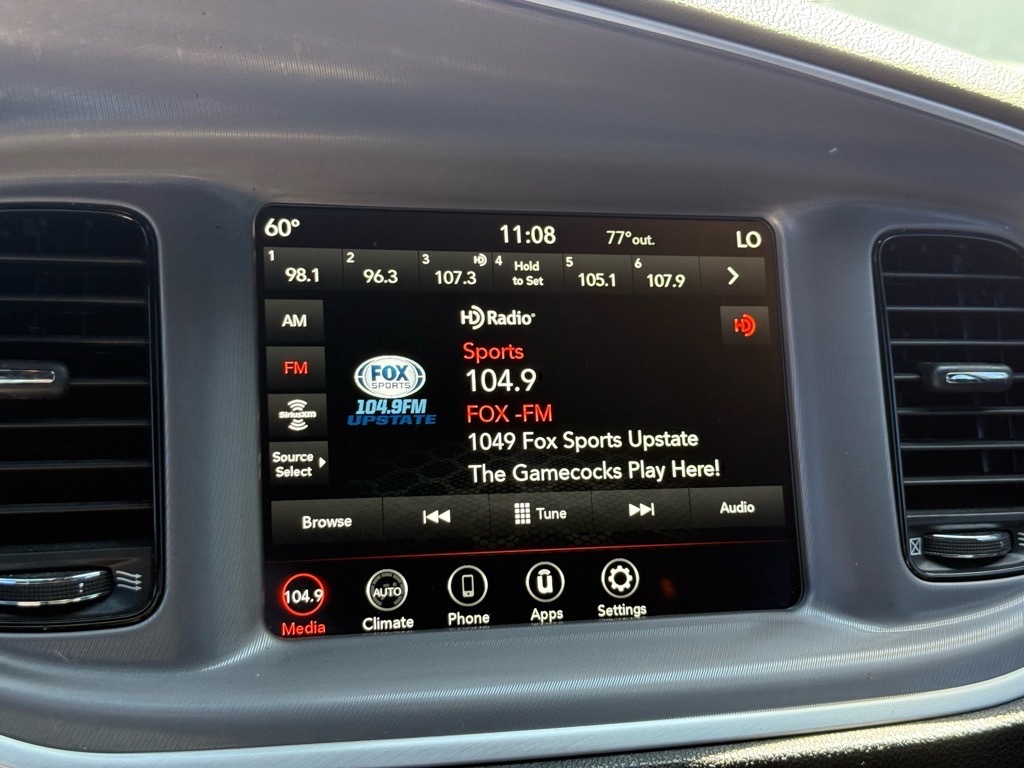 60° 11:08 77°out. LO
1 98.1 2 96.3 3 107.3 HD 4 Hold to Set 5 105.1 6 107.9
AM
HD Radio
HD
FM
Sports
FOX
SPORTS
104.9
104.9FM
UPSTATE
FOX -FM
SiriusXM
1049 Fox Sports Upstate
Source
Select
The Gamecocks Play Here!
Browse Tune Audio
104.9 AUTO
Media Climate Phone Apps Settings